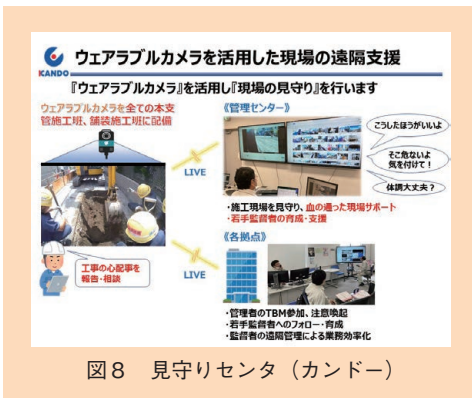 KANDO
ウェアラブルカメラを活用した現場の遠隔支援
『ウェアラブルカメラ』を活用し『現場の見守り』を行います
ウェアラブルカメラを全ての本支
管施工班、舗装施工班に配備
LIVE
LIVE
工事の心配事を
報告・相談
《管理センター》
こうしたほうがいいよ
そこ危ないよ
気を付けて！
体調大丈夫？
・施工現場を見守り、血の通った現場サポート
・若手監督者の育成・支援
《各拠点》
・管理者のTBM参加、注意喚起
・若手監督者へのフォロー・育成
・監督者の遠隔管理による業務効率化
図８　見守りセンタ（カンドー）